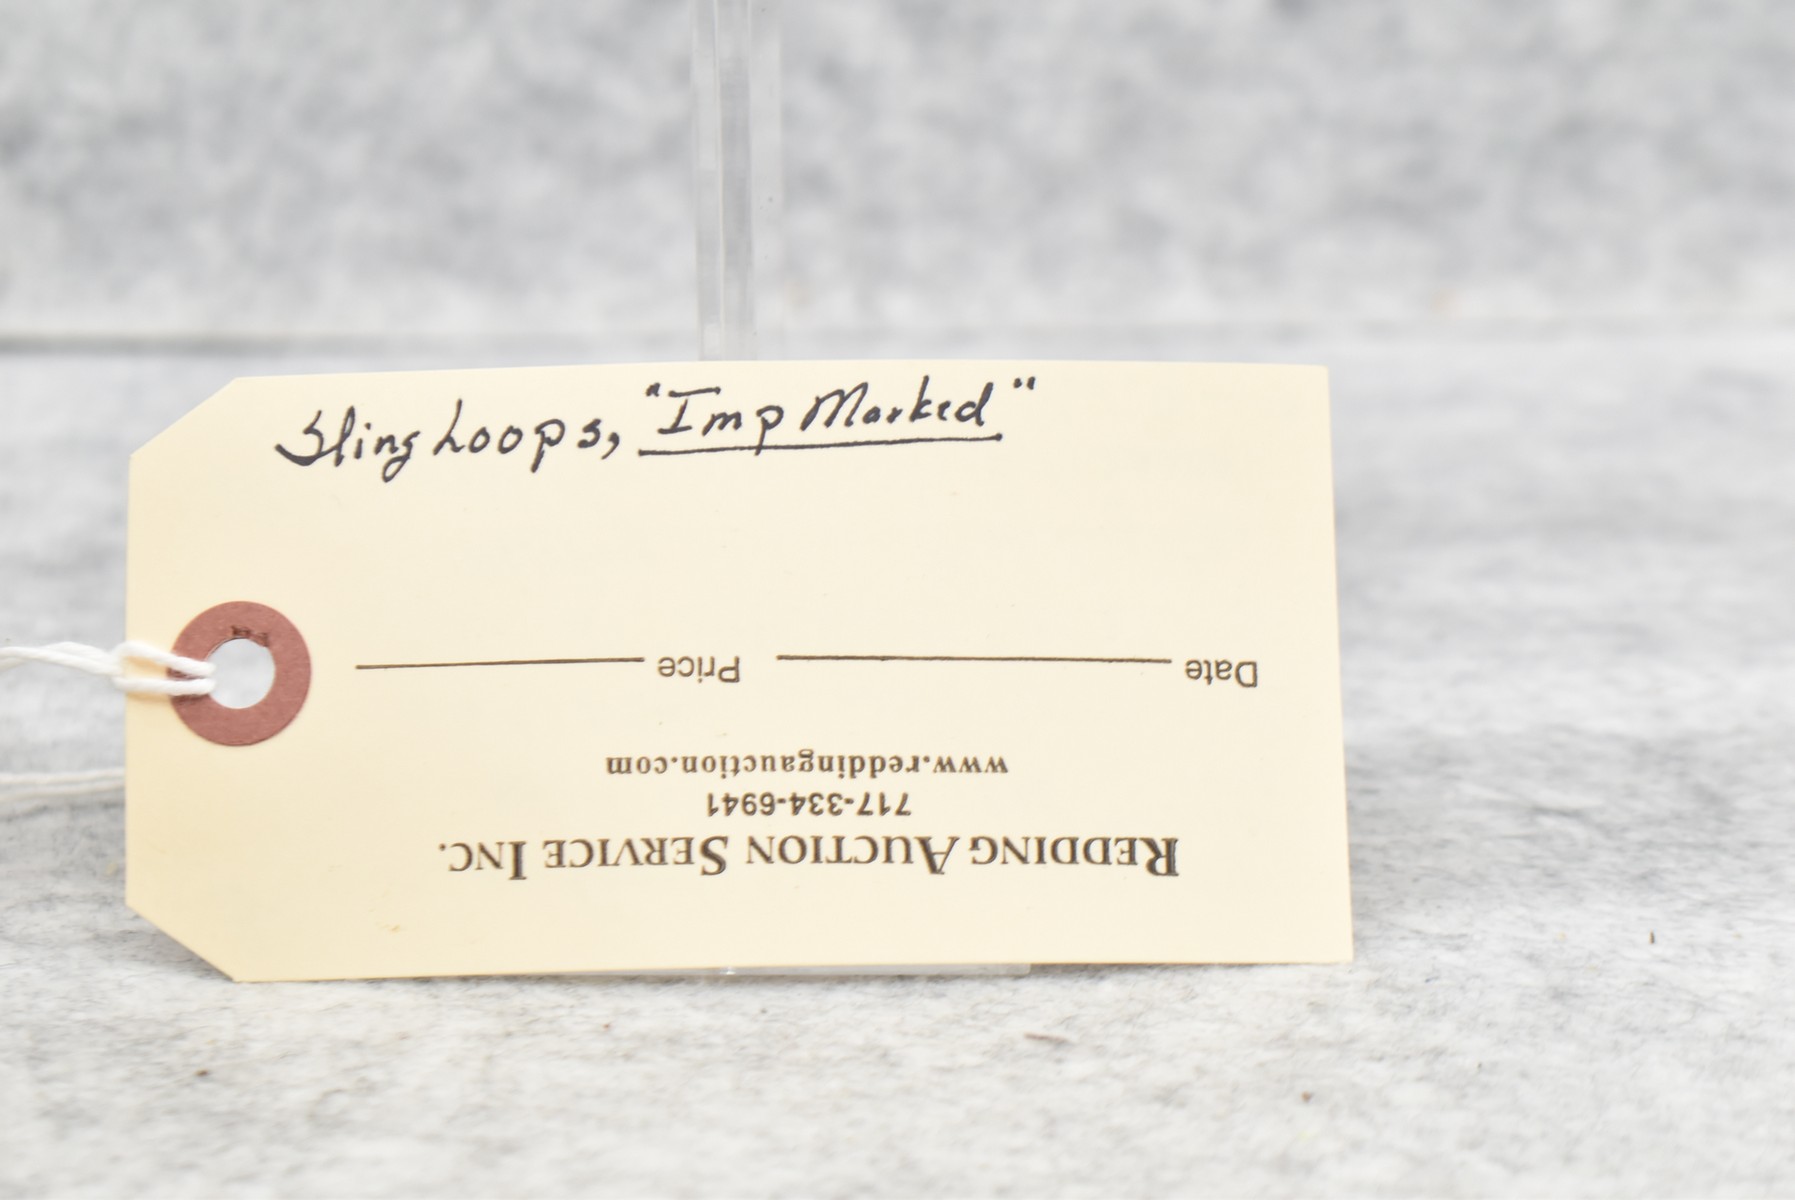 Sling Loops, "Imp Marked"
REDDING AUCTION SERVICE INC.
717-334-6941
www.reddingauction.com
Date Price